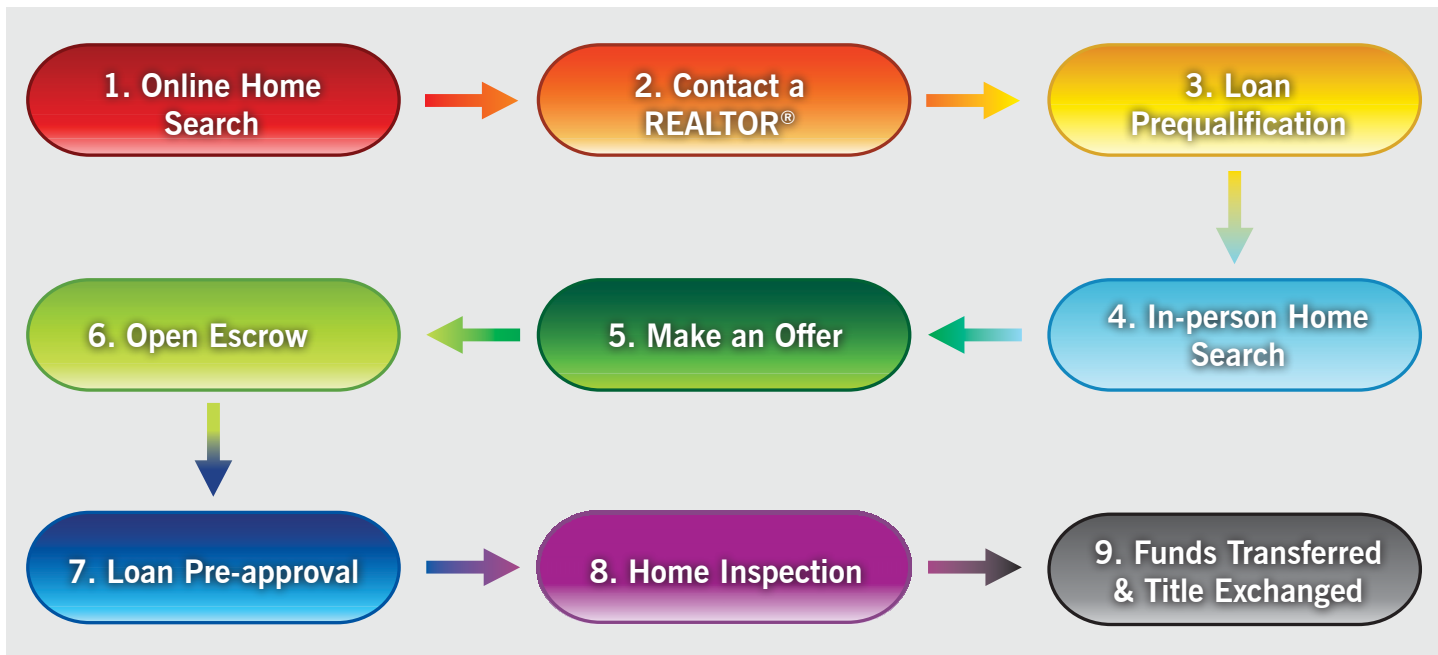 1. Online Home
Search
2. Contact a
REALTOR®
3. Loan
Prequalification
4. In-person Home
Search
5. Make an Offer
6. Open Escrow
7. Loan Pre-approval
8. Home Inspection
9. Funds Transferred
& Title Exchanged